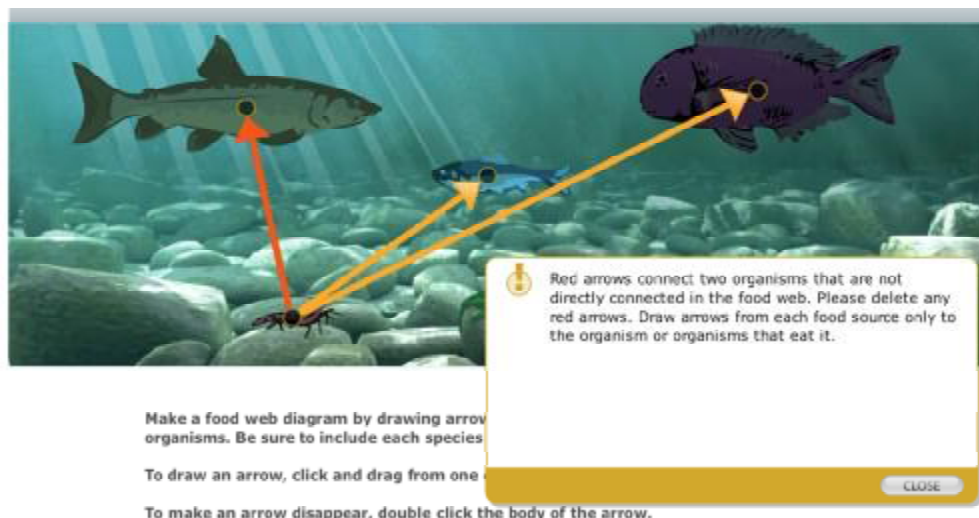 Red arrows connect two organisms that are not
directly connected in the food web. Please delete any
red arrows. Draw arrows from each food source only to
the organism or organisms that eat it.
CLOSE
Make a food web diagram by drawing
organisms. Be sure to include each species
To draw an arrow, click and drag from one
To make an arrow disappear, double click the body of the arrow.